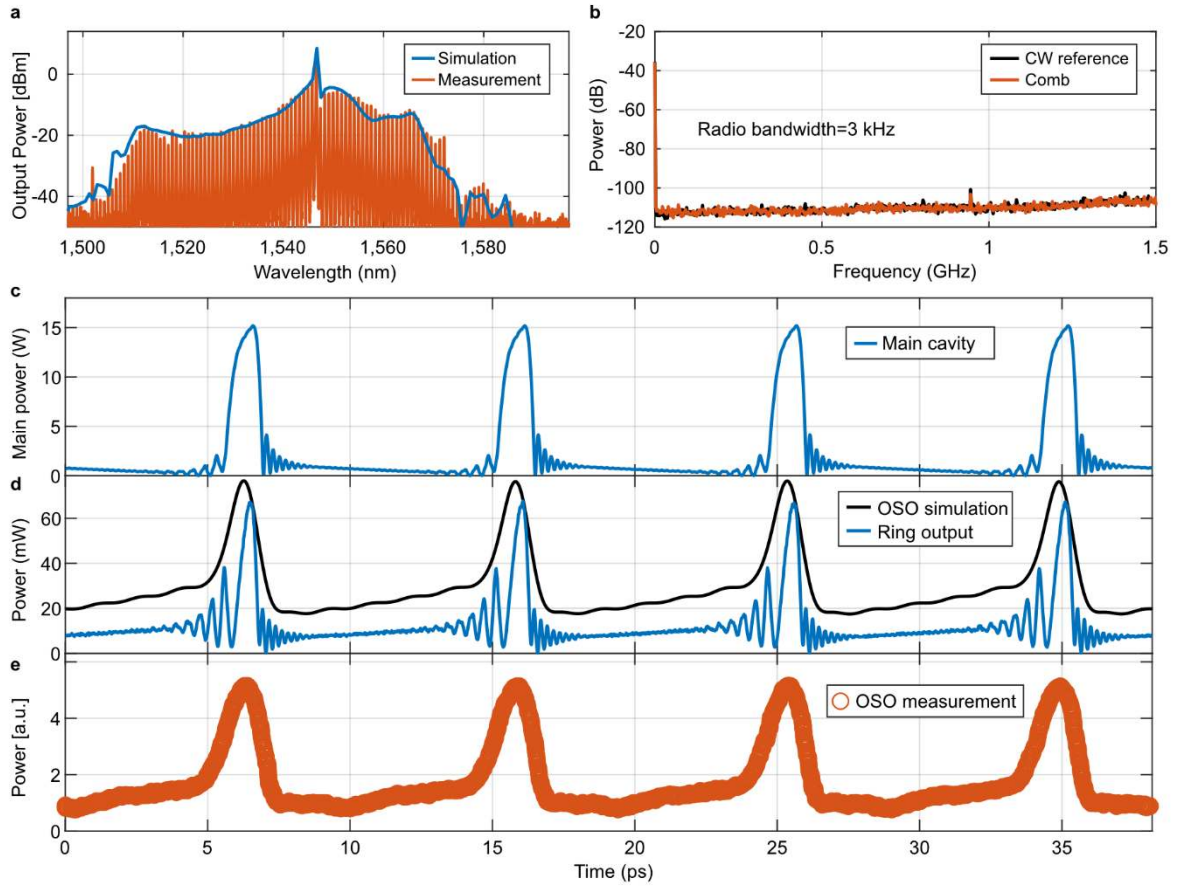 a
Output Power [dBm]
0
-20
-40
Simulation
Measurement
1,500
1,520
1,540
1,560
1,580
Wavelength (nm)
b
Power (dB)
-20
-40
-60
-80
-100
-120
CW reference
Comb
Radio bandwidth=3 kHz
0
0.5
1
1.5
Frequency (GHz)
c
Main power (W)
15
10
5
0
Main cavity
d
Power (mW)
60
40
20
0
OSO simulation
Ring output
e
Power [a.u.]
4
2
0
OSO measurement
0
5
10
15
20
25
30
35
Time (ps)